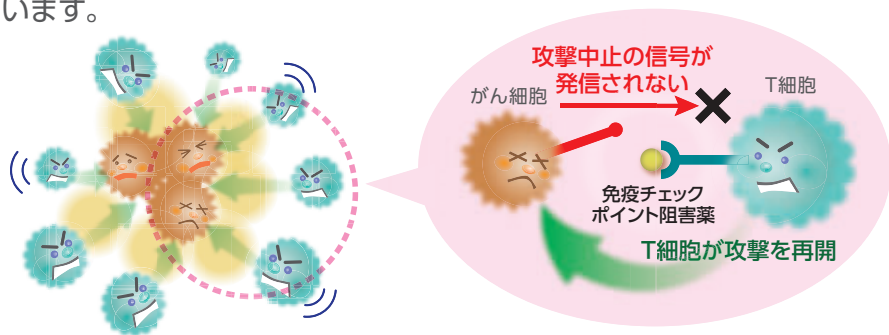 います。
攻撃中止の信号が
発信されない
がん細胞
T細胞
免疫チェック
ポイント阻害薬
T細胞が攻撃を再開